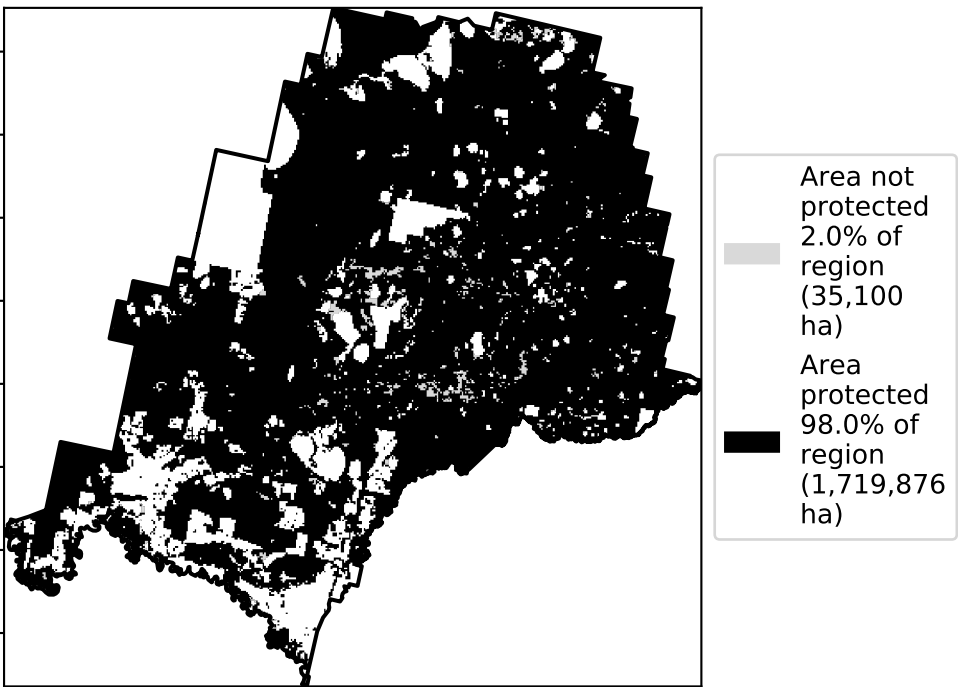 Area not
protected
2.0% of
region
(35,100
ha)
Area
protected
98.0% of
region
(1,719,876
ha)